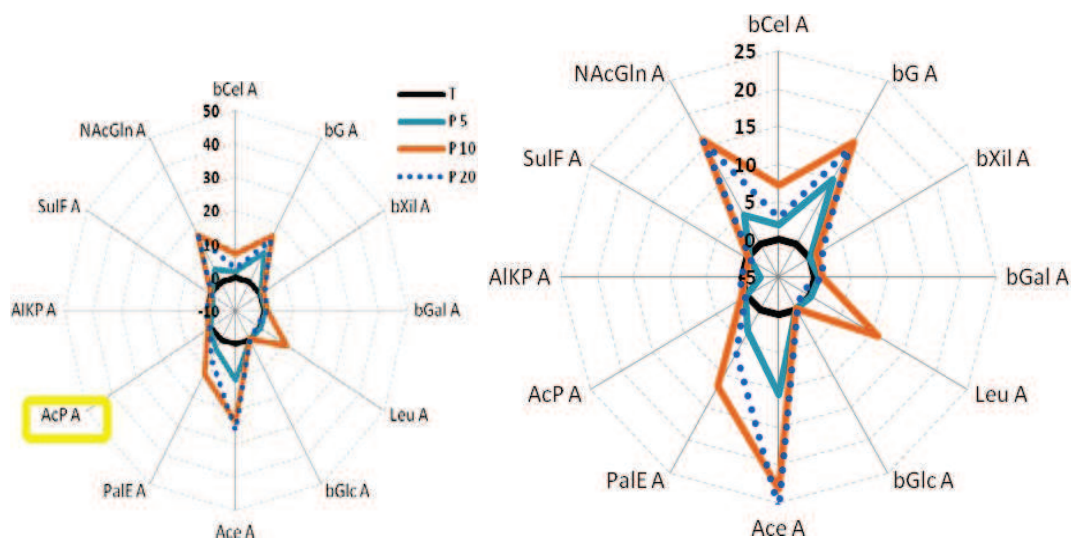 bCel A
50
40
30
20
10
0
-10
bG A
bXil A
bGal A
Leu A
bGlc A
Ace A
PalE A
AcP A
AlKP A
SulF A
NAcGln A
T
P 5
P 10
P 20
bCel A
25
20
15
10
5
0
-5
bG A
bXil A
bGal A
Leu A
bGlc A
Ace A
PalE A
AcP A
AlKP A
SulF A
NAcGln A